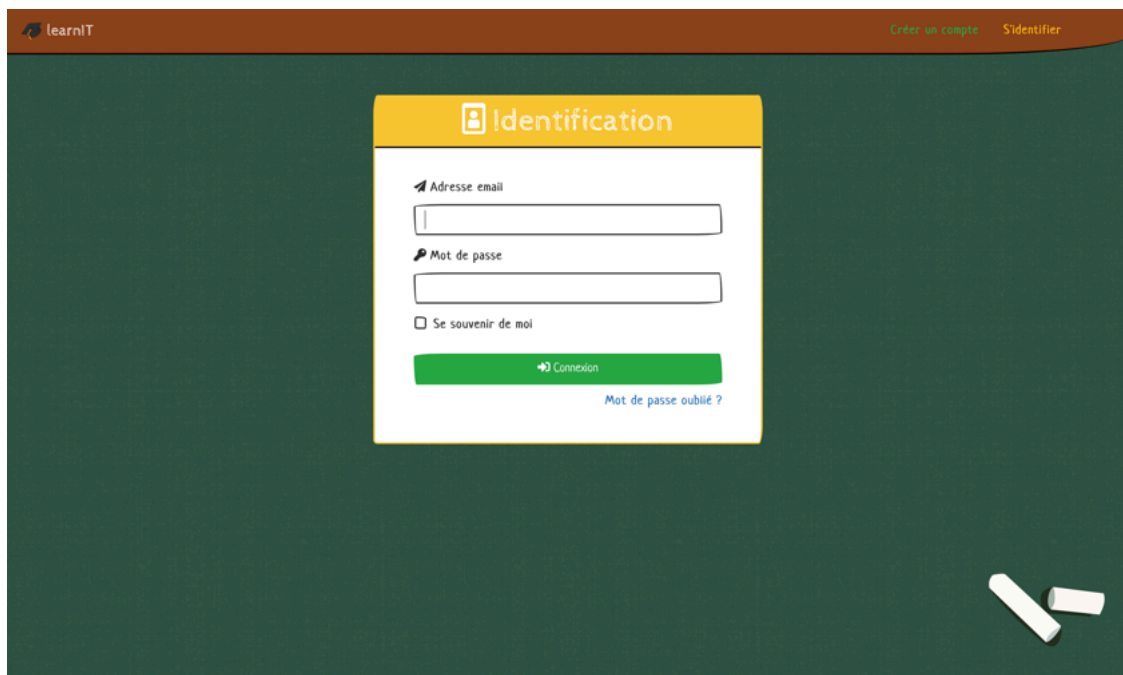 learnIT
Créer un compte S'identifier
Identification
Adresse email
Mot de passe
Se souvenir de moi
Connexion
Mot de passe oublié ?